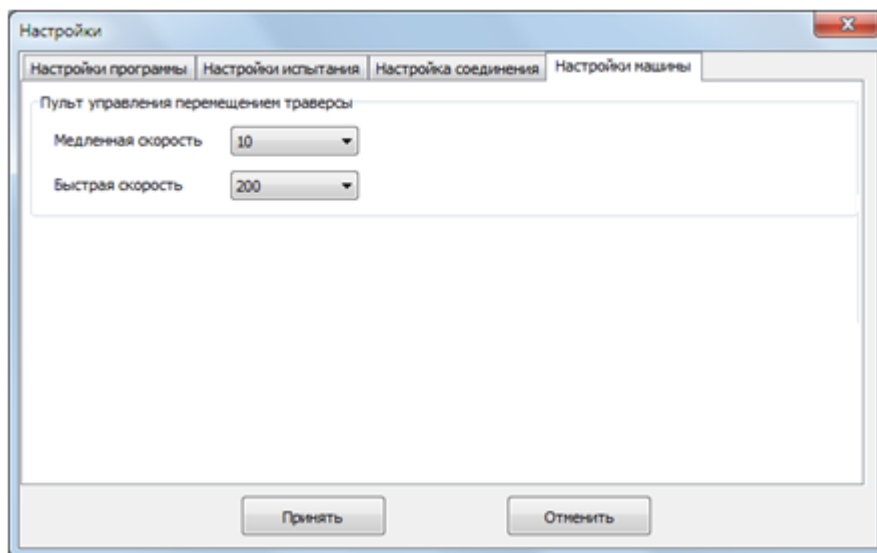 Настройки
Настройки программы Настройки испытания Настройка соединения Настройки машины
Пульт управления перемещением траверсы
Медленная скорость 10
Быстрая скорость 200
Принять Отменить